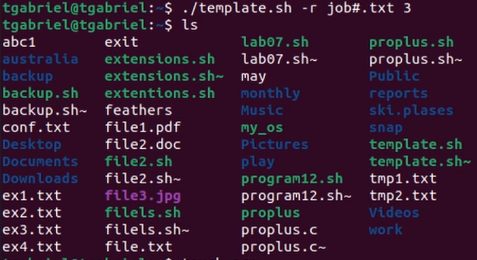 tgabriel@tgabriel:~$ ./template.sh -r job#.txt 3
tgabriel@tgabriel:~$ ls
abc1 exit lab07.sh proplus.sh
australia extensions.sh lab07.sh~ proplus.sh~
backup extensions.sh~ may Public
backup.sh extentions.sh monthly reports
backup.sh~ feathers Music ski.plases
conf.txt file1.pdf my_os snap
Desktop file2.doc Pictures template.sh
Documents file2.sh play template.sh~
Downloads file2.sh~ program12.sh tmp1.txt
ex1.txt file3.jpg program12.sh~ tmp2.txt
ex2.txt filels.sh proplus Videos
ex3.txt filels.sh~ proplus.c work
ex4.txt file.txt proplus.c~